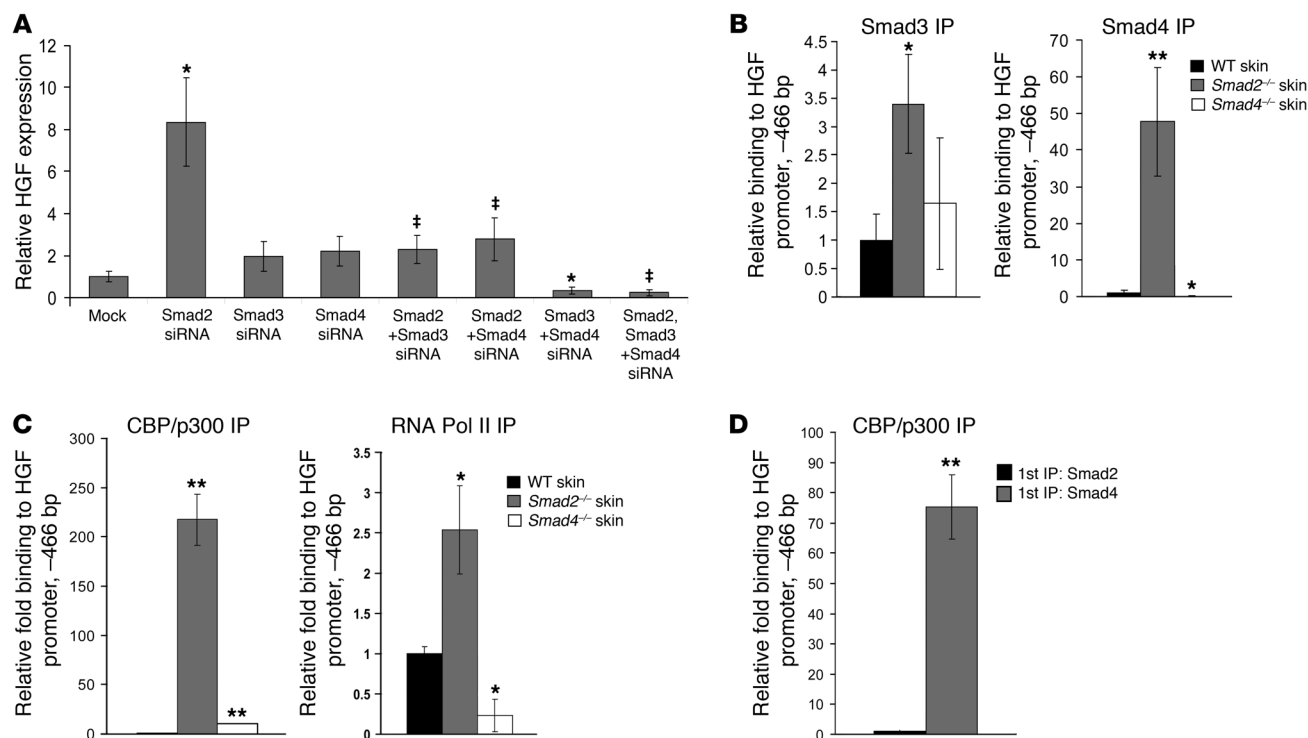 A
Relative HGF expression
12
10
8
6
4
2
0
*
‡
‡
*
‡
Mock
Smad2
siRNA
Smad3
siRNA
Smad4
siRNA
Smad2
+Smad3
siRNA
Smad2
+Smad4
siRNA
Smad3
+Smad4
siRNA
Smad2,
Smad3
+Smad4
siRNA
B
Smad3 IP
Relative binding to HGF
promoter, –466 bp
4.5
4
3.5
3
2.5
2
1.5
1
0.5
0
*
Smad4 IP
Relative binding to HGF
promoter, –466 bp
70
60
50
40
30
20
10
0
**
*
WT skin
Smad2–/– skin
Smad4–/– skin
C
CBP/p300 IP
Relative fold binding to HGF
promoter, –466 bp
300
250
200
150
100
50
0
**
**
RNA Pol II IP
Relative fold binding to HGF
promoter, –466 bp
3.5
3
2.5
2
1.5
1
0.5
0
*
*
WT skin
Smad2–/– skin
Smad4–/– skin
D
CBP/p300 IP
Relative fold binding to HGF
promoter, –466 bp
100
90
80
70
60
50
40
30
20
10
0
**
1st IP: Smad2
1st IP: Smad4